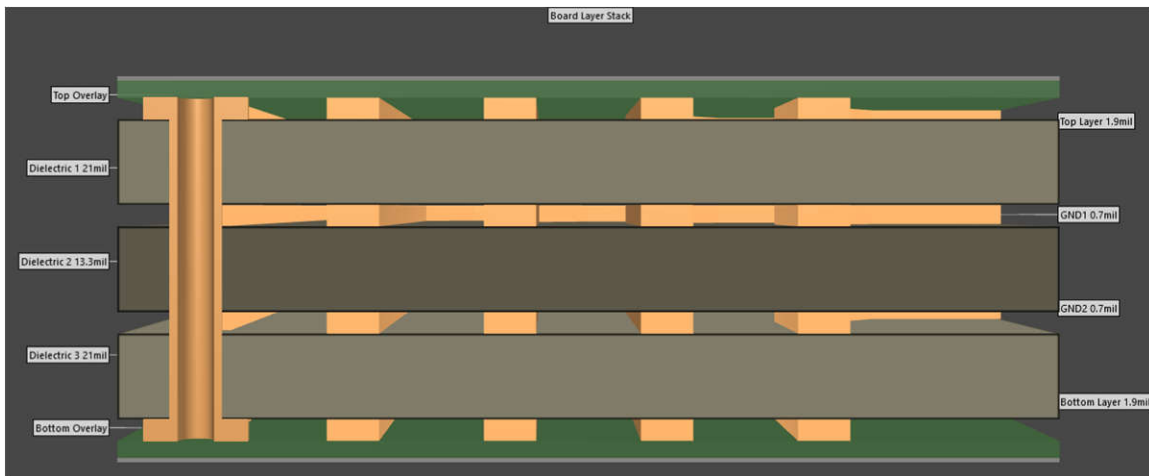 Board Layer Stack
Top Overlay
Top Layer 1.9mil
Dielectric 1 21mil
GND1 0.7mil
Dielectric 2 13.3mil
GND2 0.7mil
Dielectric 3 21mil
Bottom Layer 1.9mil
Bottom Overlay